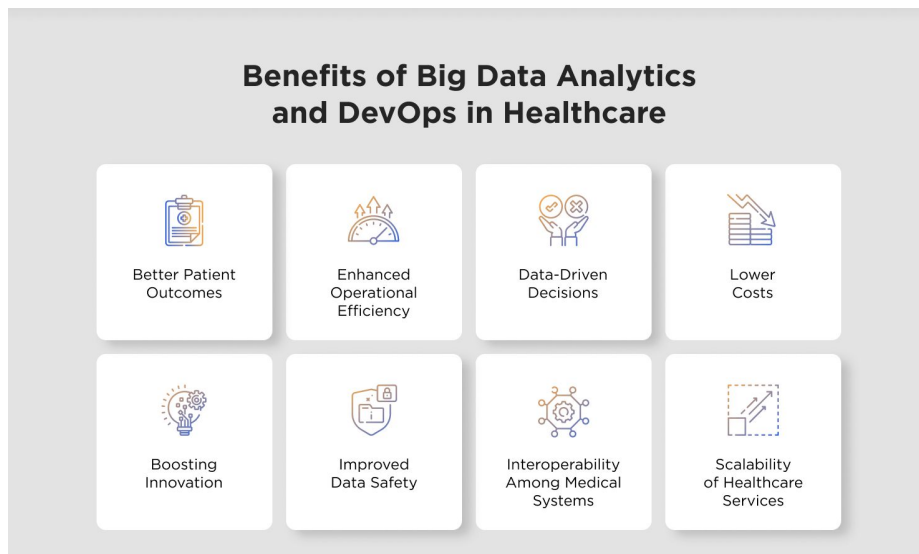 Benefits of Big Data Analytics
and DevOps in Healthcare
Better Patient
Outcomes
Enhanced
Operational
Efficiency
Data-Driven
Decisions
Lower
Costs
Boosting
Innovation
Improved
Data Safety
Interoperability
Among Medical
Systems
Scalability
of Healthcare
Services